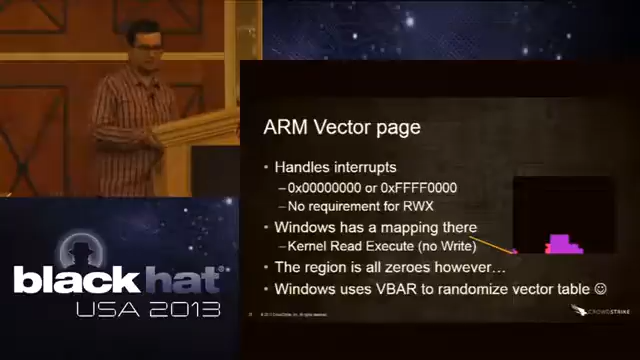 ARM Vector page
• Handles interrupts
–0x00000000 or 0xFFFF0000
–No requirement for RWX
• Windows has a mapping there
–Kernel Read Execute (no Write)
• The region is all zeroes however…
• Windows uses VBAR to randomize vector table ☺
CROWDSTRIKE
black hat®
USA 2013